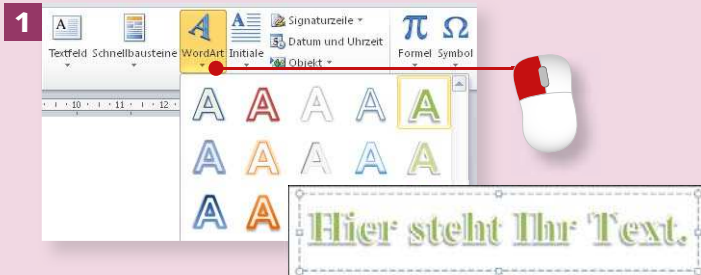 1
A
Signaturzeile
Datum und Uhrzeit
Textfeld Schnellbausteine WordArt Initiale Objekt Formel Symbol
π Ω
· 10 · 11 · 12 ·
A A A A A
A A A A A
A A
Hier steht Ihr Text.